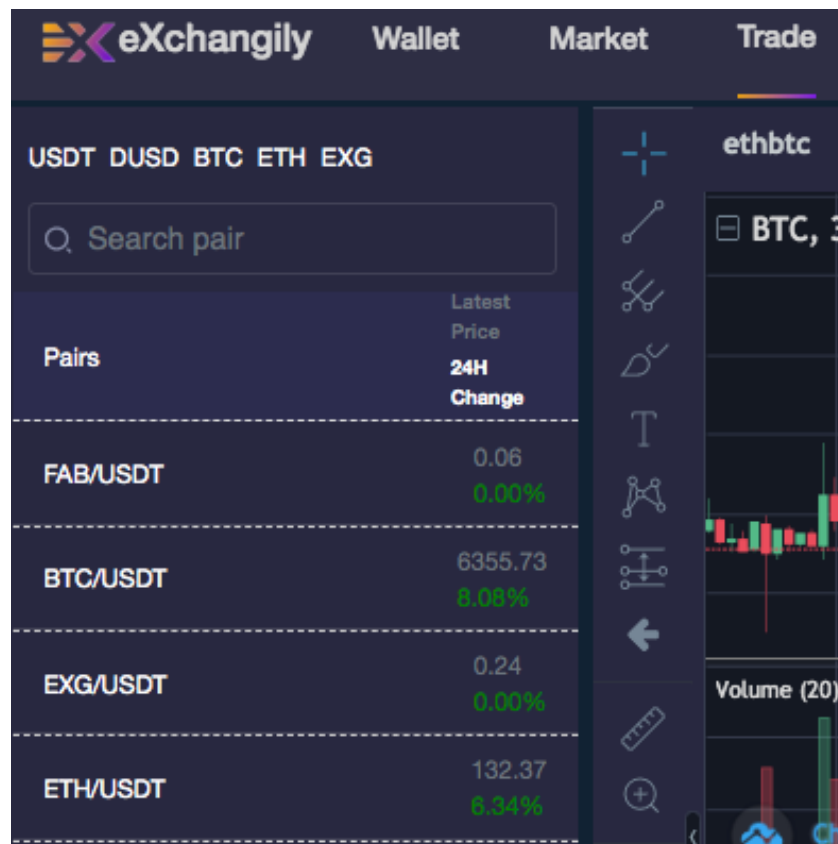 eXchangily Wallet Market Trade
USDT DUSD BTC ETH EXG
Search pair
Pairs
Latest
Price
24H
Change
FAB/USDT
0.06
0.00%
BTC/USDT
6355.73
8.08%
EXG/USDT
0.24
0.00%
ETH/USDT
132.37
6.34%
T
ethbtc
BTC,
Volume (20)